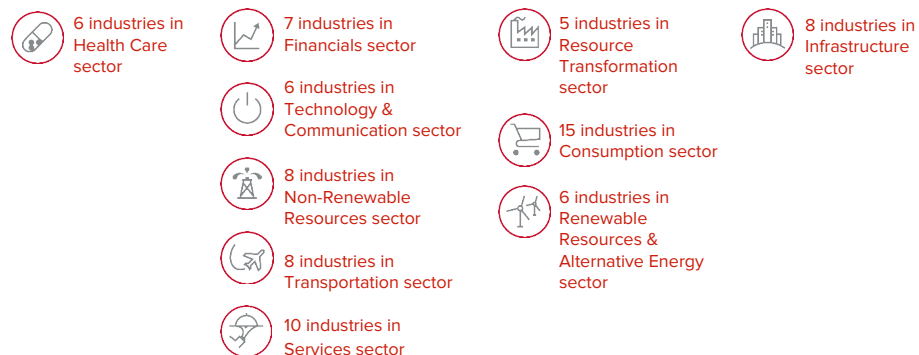 6 industries in
Health Care
sector
7 industries in
Financials sector
6 industries in
Technology &
Communication sector
8 industries in
Non-Renewable
Resources sector
8 industries in
Transportation sector
10 industries in
Services sector
5 industries in
Resource
Transformation
sector
15 industries in
Consumption sector
6 industries in
Renewable
Resources &
Alternative Energy
sector
8 industries in
Infrastructure
sector